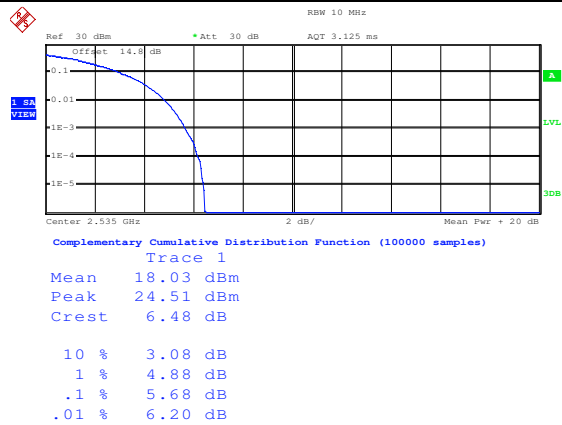 RBW 10 MHz
Ref 30 dBm * Att 30 dB AQT 3.125 ms
Offset 14.8 dB
0.1
A
0.01
1 SA
VIEW
1E-3
LVL
1E-4
1E-5
3DB
Center 2.535 GHz 2 dB/ Mean Pwr + 20 dB
Complementary Cumulative Distribution Function (100000 samples)
Trace 1
Mean 18.03 dBm
Peak 24.51 dBm
Crest 6.48 dB
10 % 3.08 dB
1 % 4.88 dB
.1 % 5.68 dB
.01 % 6.20 dB